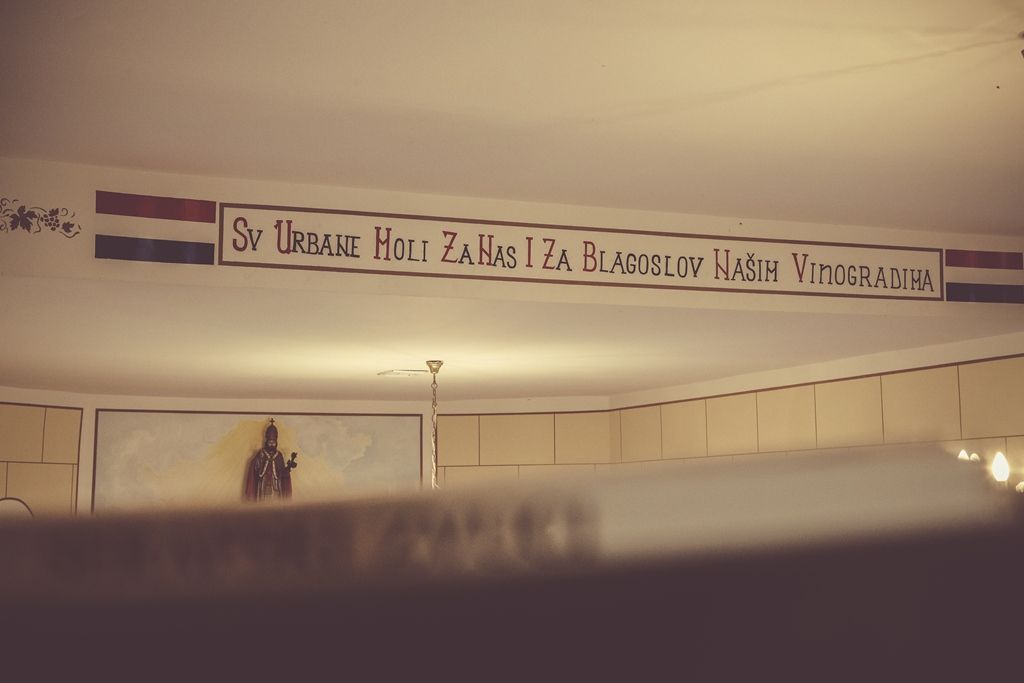 Sv Urbane Moli Za Nas I Za Blagoslov Našim Vinogradima